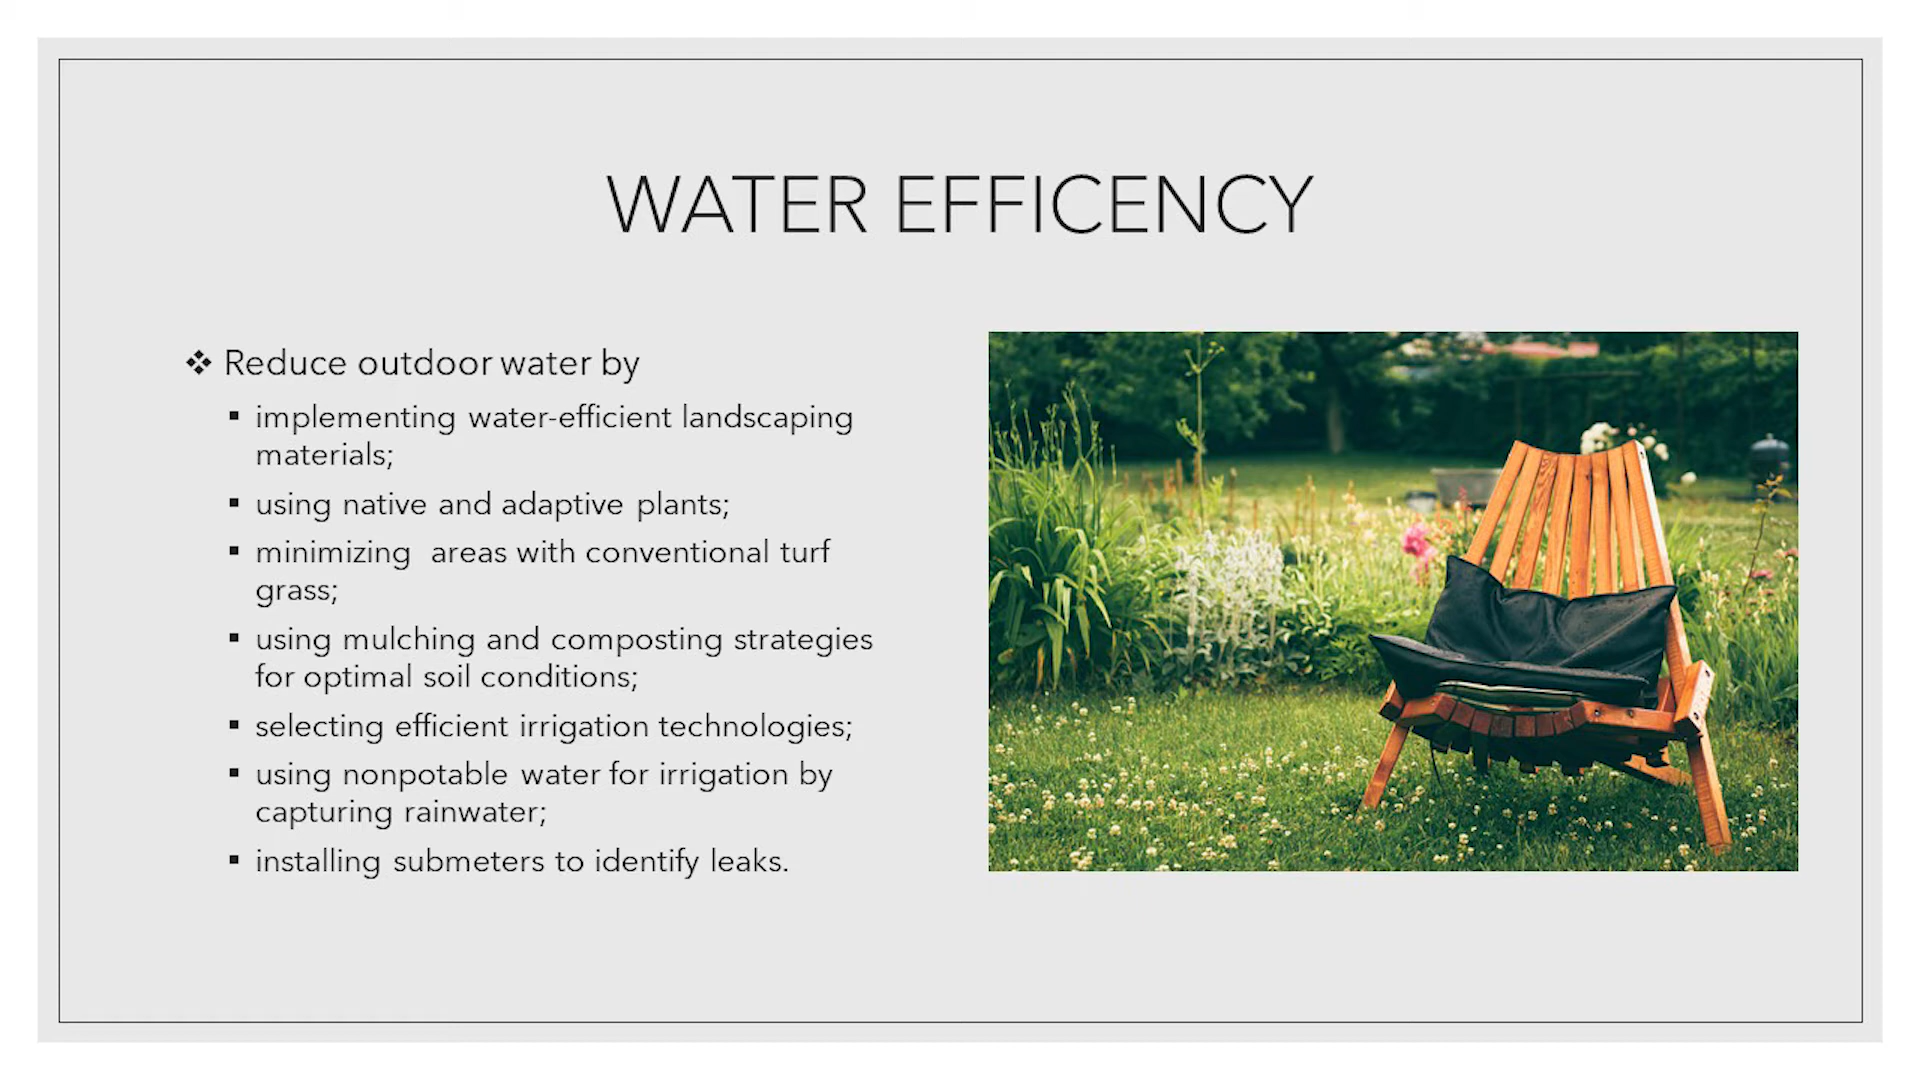 WATER EFFICENCY
❖ Reduce outdoor water by
▪ implementing water-efficient landscaping
materials;
▪ using native and adaptive plants;
▪ minimizing  areas with conventional turf
grass;
▪ using mulching and composting strategies
for optimal soil conditions;
▪ selecting efficient irrigation technologies;
▪ using nonpotable water for irrigation by
capturing rainwater;
▪ installing submeters to identify leaks.